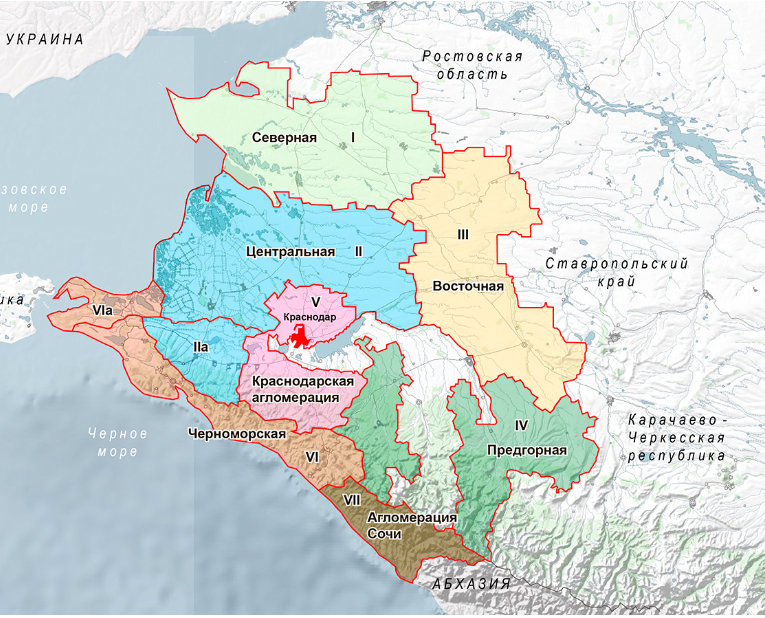 УКРАИНА
Ростовская
область
Северная I
зовское
море
III
Центральная II
Ставропольский
край
Восточная
ика
VIa
V
Краснодар
IIa
Краснодарская
агломерация
IV
Предгорная
Карачаево -
Черкесская
республика
Черное
море
Черноморская
VI
VII
Агломерация
Сочи
АБХАЗИЯ